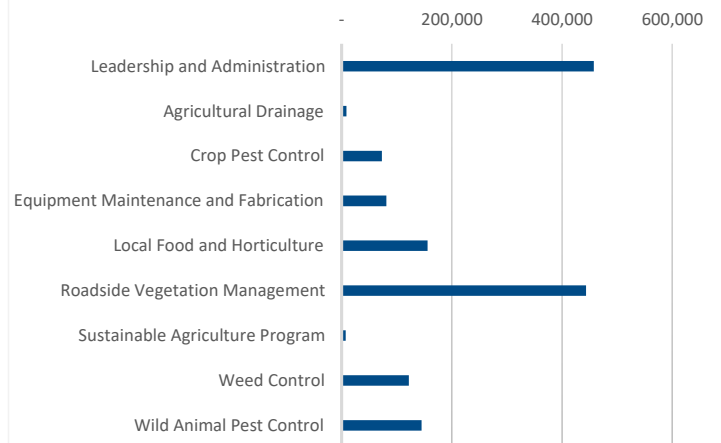 - 200,000 400,000 600,000
Leadership and Administration
Agricultural Drainage
Crop Pest Control
Equipment Maintenance and Fabrication
Local Food and Horticulture
Roadside Vegetation Management
Sustainable Agriculture Program
Weed Control
Wild Animal Pest Control